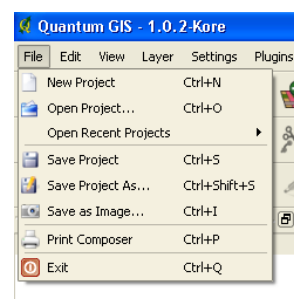 Quantum GIS - 1.0.2-Kore
File Edit View Layer Settings Plugins
New Project Ctrl+N
Open Project... Ctrl+O
Open Recent Projects
Save Project Ctrl+S
Save Project As... Ctrl+Shift+S
Save as Image... Ctrl+I
Print Composer Ctrl+P
Exit Ctrl+Q